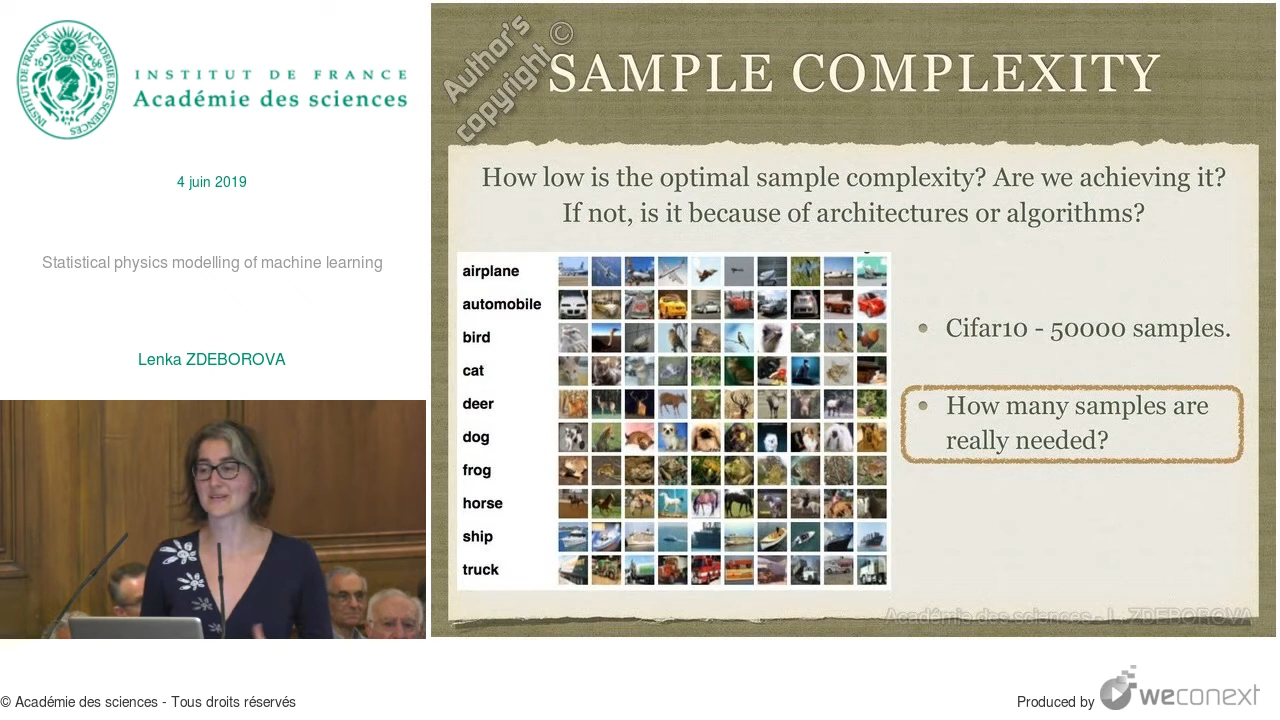 INSTITUT DE FRANCE
Académie des sciences
4 juin 2019
Statistical physics modelling of machine learning
Lenka ZDEBOROVA
Author's copyright ©
SAMPLE COMPLEXITY
How low is the optimal sample complexity? Are we achieving it?
If not, is it because of architectures or algorithms?
airplane
automobile
bird
cat
deer
dog
frog
horse
ship
truck
• Cifar10 - 50000 samples.
• How many samples are
really needed?
Académie des sciences - L. ZDEBOROVA
© Académie des sciences - Tous droits réservés
Produced by weconext